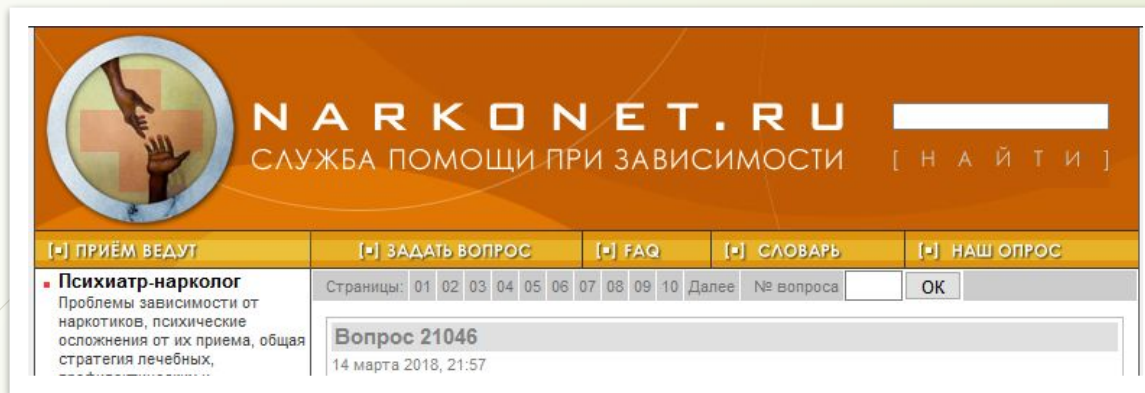 NARKONET.RU
СЛУЖБА ПОМОЩИ ПРИ ЗАВИСИМОСТИ
[НАЙТИ]
[▪] ПРИЁМ ВЕДУТ [▪] ЗАДАТЬ ВОПРОС [▪] FAQ [▪] СЛОВАРЬ [▪] НАШ ОПРОС
Психиатр-нарколог
Проблемы зависимости от
наркотиков, психические
осложнения от их приема, общая
стратегия лечебных,
Страницы: 01 02 03 04 05 06 07 08 09 10 Далее № вопроса ОК
Вопрос 21046
14 марта 2018, 21:57